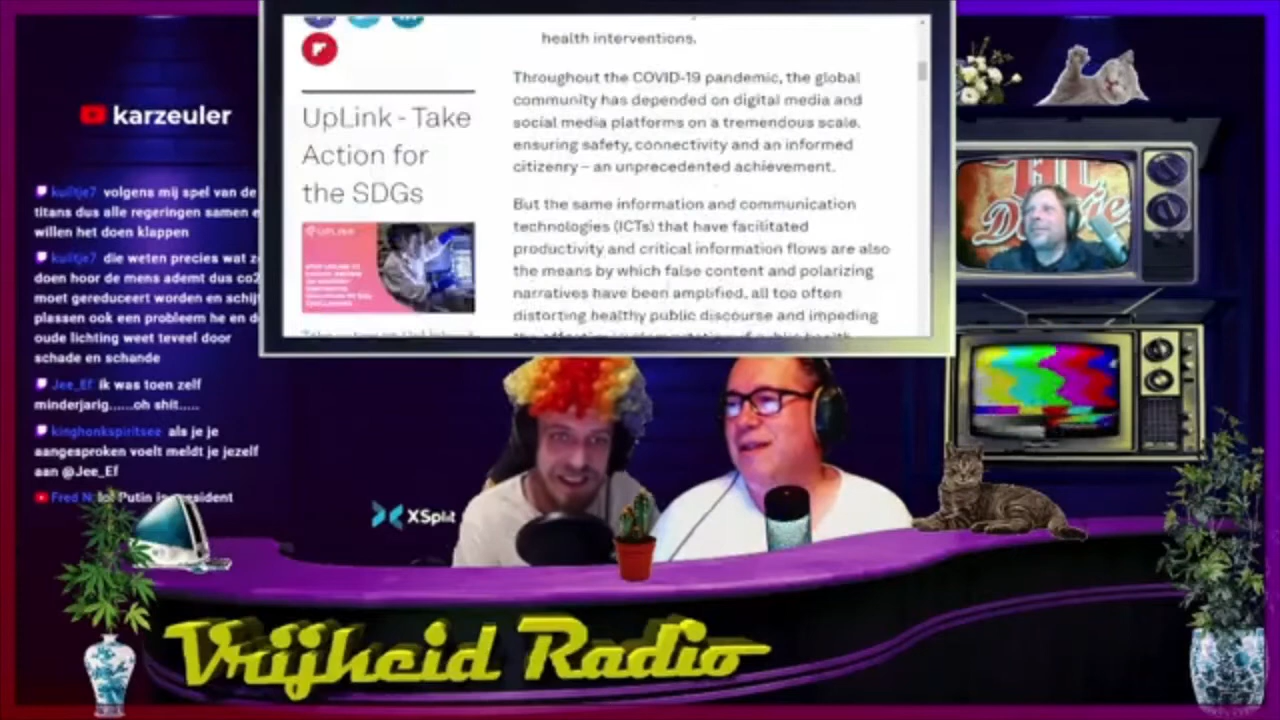 karzeuler
kuiltje7 volgens mij spel van de
titans dus alle regeringen samen e
willen het doen klappen
kuiltje7 die weten precies wat z
doen hoor de mens ademt dus co2
moet gereduceert worden en schij
plassen ook een probleem he en d
oude lichting weet teveel door
schade en schande
Jee_Ef ik was toen zelf
minderjarig......oh shit.....
kinghonkspiritsee als je je
aangesproken voelt meldt je jezelf
aan @Jee_Ef
Fred N: lol Putin is president
UpLink - Take
Action for
the SDGs
UPLINK
health interventions.
Throughout the COVID-19 pandemic, the global
community has depended on digital media and
social media platforms on a tremendous scale,
ensuring safety, connectivity and an informed
citizenry – an unprecedented achievement.
But the same information and communication
technologies (ICTs) that have facilitated
productivity and critical information flows are also
the means by which false content and polarizing
narratives have been amplified, all too often
distorting healthy public discourse and impeding
XSplit
Vrijheid Radio